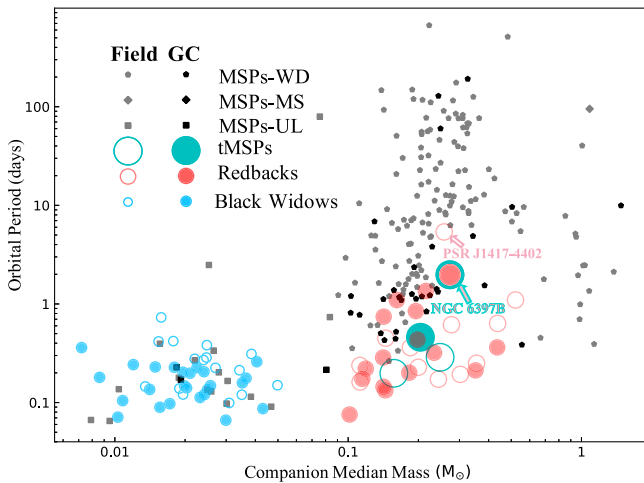 Field GC
MSPs-WD
MSPs-MS
MSPs-UL
tMSPs
Redbacks
Black Widows
100
10
1
0.1
Orbital Period (days)
PSR J1417-4402
NGC 6397B
0.01 0.1 1
Companion Median Mass (M⊙)